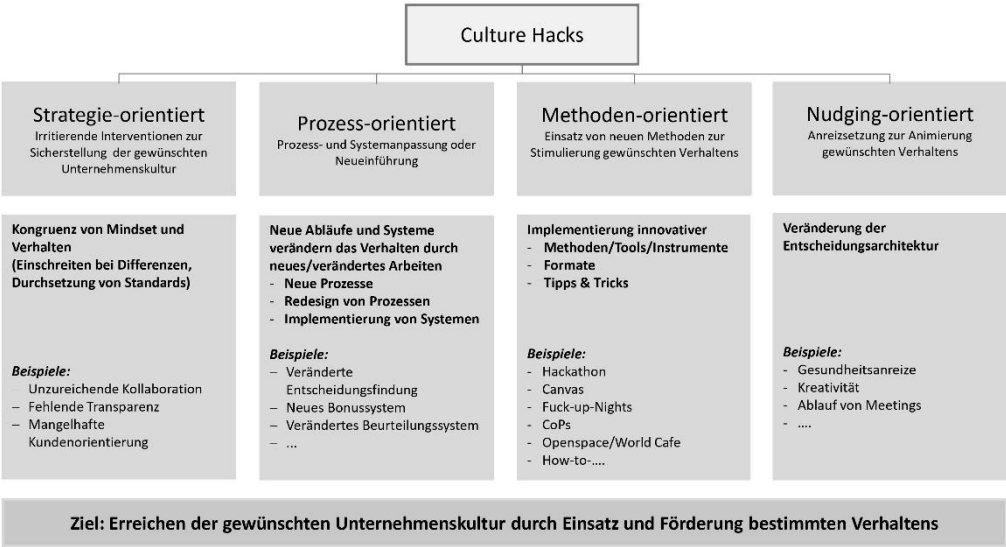 Culture Hacks
Strategie-orientiert
Irritierende Interventionen zur
Sicherstellung der gewünschten
Unternehmenskultur
Prozess-orientiert
Prozess- und Systemanpassung oder
Neueinführung
Methoden-orientiert
Einsatz von neuen Methoden zur
Stimulierung gewünschten Verhaltens
Nudging-orientiert
Anreizsetzung zur Animierung
gewünschten Verhaltens
Kongruenz von Mindset und
Verhalten
(Einschreiten bei Differenzen,
Durchsetzung von Standards)
Beispiele:
Unzureichende Kollaboration
– Fehlende Transparenz
– Mangelhafte
Kundenorientierung
Neue Abläufe und Systeme
verändern das Verhalten durch
neues/verändertes Arbeiten
- Neue Prozesse
- Redesign von Prozessen
- Implementierung von Systemen
Beispiele:
– Veränderte
Entscheidungsfindung
– Neues Bonussystem
– Verändertes Beurteilungssystem
– ...
Implementierung innovativer
- Methoden/Tools/Instrumente
- Formate
- Tipps & Tricks
Beispiele:
- Hackathon
- Canvas
- Fuck-up-Nights
- CoPs
- Openspace/World Cafe
- How-to-....
Veränderung der
Entscheidungsarchitektur
Beispiele:
- Gesundheitsanreize
- Kreativität
- Ablauf von Meetings
- ....
Ziel: Erreichen der gewünschten Unternehmenskultur durch Einsatz und Förderung bestimmten Verhaltens